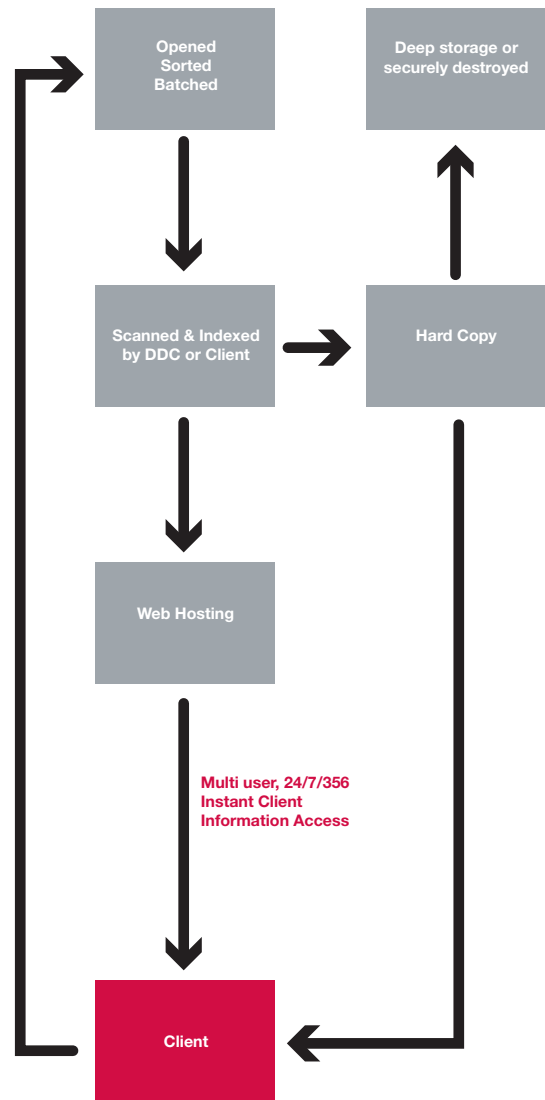 Opened
Sorted
Batched
Deep storage or
securely destroyed
Scanned & Indexed
by DDC or Client
Hard Copy
Web Hosting
Multi user, 24/7/356
Instant Client
Information Access
Client